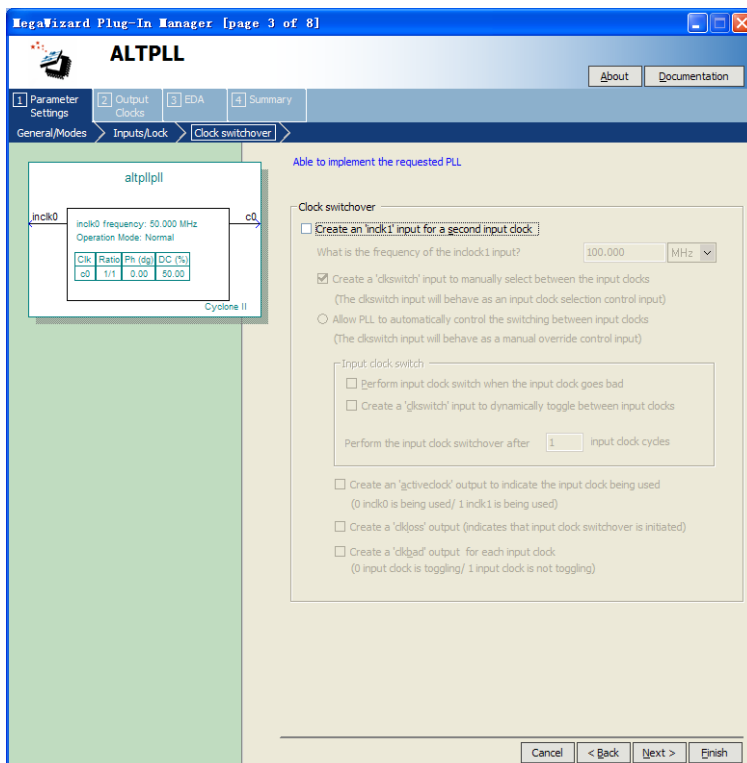 MegaWizard Plug-In Manager [page 3 of 8]
ALTPLL
About
Documentation
1 Parameter Settings
2 Output Clocks
3 EDA
4 Summary
General/Modes
Inputs/Lock
Clock switchover
altpllpll
inclk0
c0
inclk0 frequency: 50.000 MHz
Operation Mode: Normal
Clk Ratio Ph (dg) DC (%)
c0 1/1 0.00 50.00
Cyclone II
Able to implement the requested PLL
Clock switchover
Create an 'inclk1' input for a second input clock
What is the frequency of the inclock1 input? 100.000 MHz
Create a 'clkswitch' input to manually select between the input clocks
(The clkswitch input will behave as an input clock selection control input)
Allow PLL to automatically control the switching between input clocks
(The clkswitch input will behave as a manual override control input)
Input clock switch
Perform input clock switch when the input clock goes bad
Create a 'clkswitch' input to dynamically toggle between input clocks
Perform the input clock switchover after 1 input clock cycles
Create an 'activeclock' output to indicate the input clock being used
(0 inclk0 is being used/ 1 inclk1 is being used)
Create a 'clkloss' output (indicates that input clock switchover is initiated)
Create a 'clkbad' output for each input clock
(0 input clock is toggling/ 1 input clock is not toggling)
Cancel
< Back
Next >
Finish